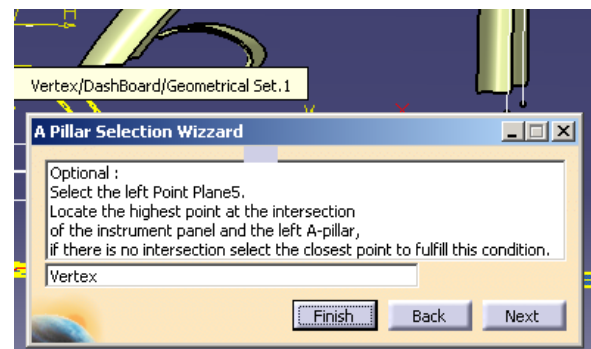 Vertex/DashBoard/Geometrical Set.1
A Pillar Selection Wizzard
Optional :
Select the left Point Plane5.
Locate the highest point at the intersection
of the instrument panel and the left A-pillar,
if there is no intersection select the closest point to fulfill this condition.
Vertex
Finish Back Next